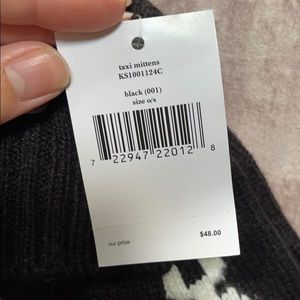 taxi mittens
KS1001124C
black (001)
size o/s
7 22947 22012 8
our price $48.00